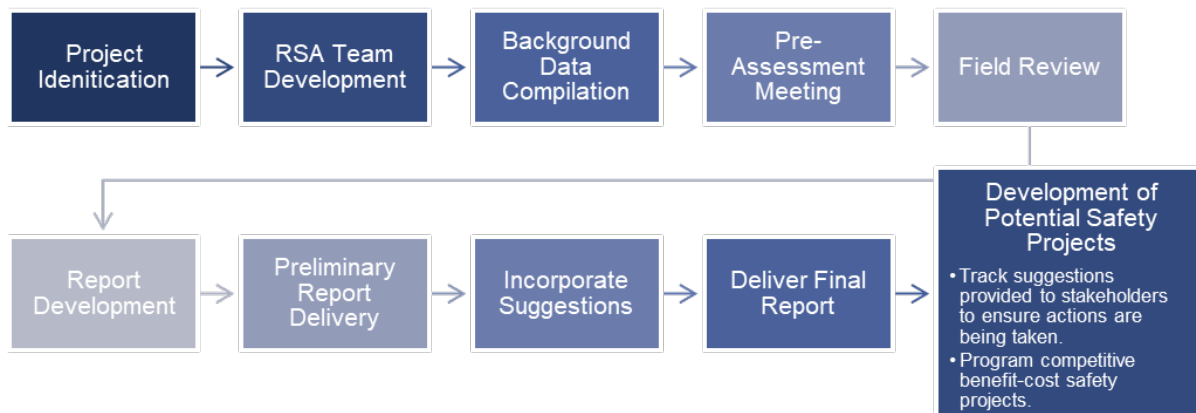 Project
Idenitication
RSA Team
Development
Background
Data
Compilation
Pre-
Assessment
Meeting
Field Review
Report
Development
Preliminary
Report
Delivery
Incorporate
Suggestions
Deliver Final
Report
Development of
Potential Safety
Projects
• Track suggestions
provided to stakeholders
to ensure actions are
being taken.
• Program competitive
benefit-cost safety
projects.